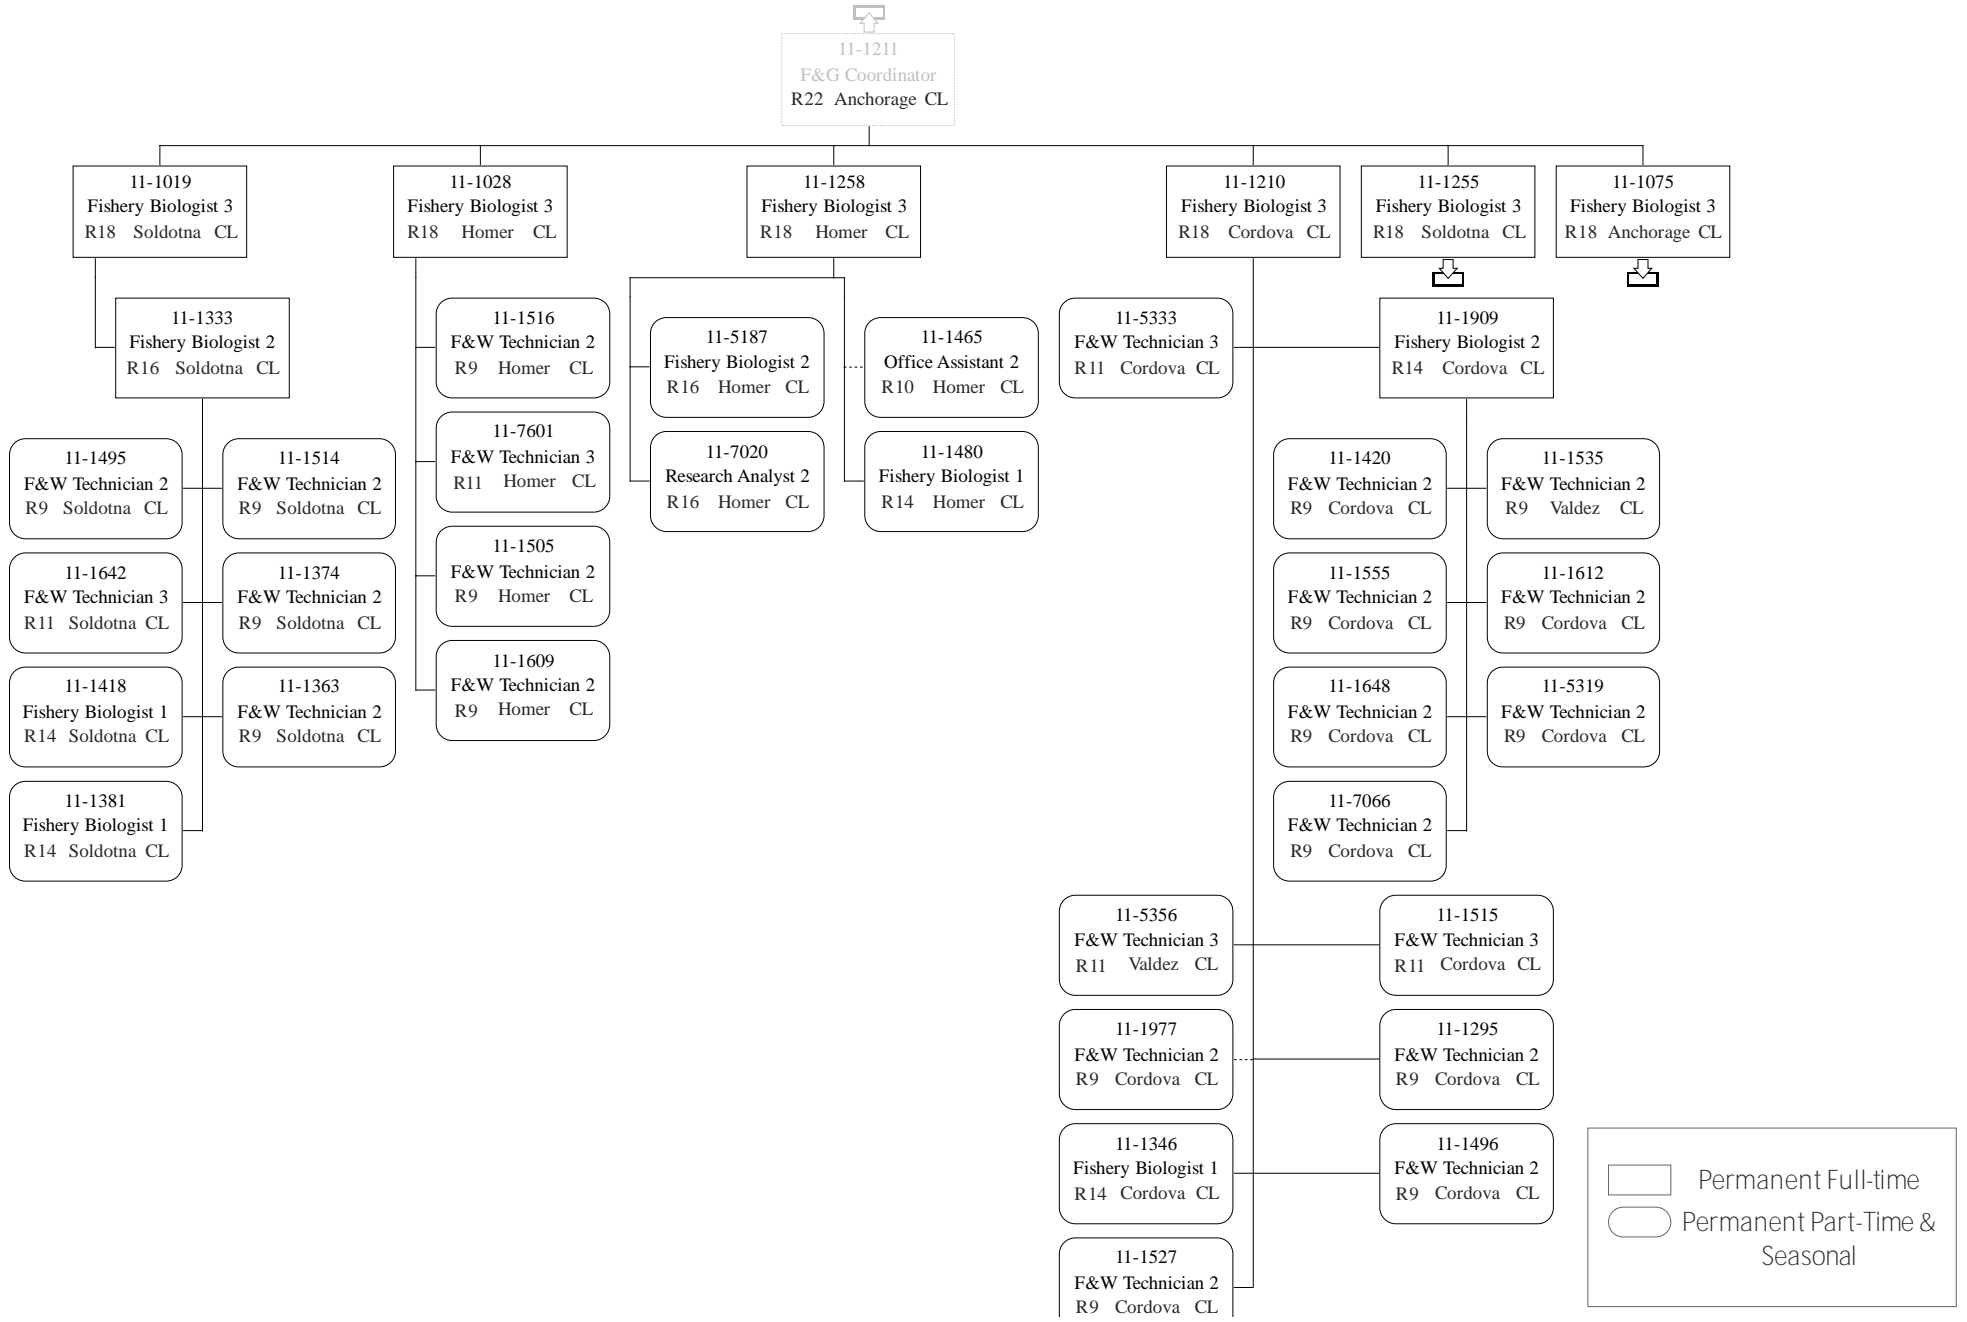 11-1211
F&G Coordinator
R22 Anchorage CL
11-1019
Fishery Biologist 3
R18 Soldotna CL
11-1028
Fishery Biologist 3
R18 Homer CL
11-1258
Fishery Biologist 3
R18 Homer CL
11-1210
Fishery Biologist 3
R18 Cordova CL
11-1255
Fishery Biologist 3
R18 Soldotna CL
11-1075
Fishery Biologist 3
R18 Anchorage CL
11-1333
Fishery Biologist 2
R16 Soldotna CL
11-1495
F&W Technician 2
R9 Soldotna CL
11-1514
F&W Technician 2
R9 Soldotna CL
11-1642
F&W Technician 3
R11 Soldotna CL
11-1374
F&W Technician 2
R9 Soldotna CL
11-1418
Fishery Biologist 1
R14 Soldotna CL
11-1363
F&W Technician 2
R9 Soldotna CL
11-1381
Fishery Biologist 1
R14 Soldotna CL
11-1516
F&W Technician 2
R9 Homer CL
11-7601
F&W Technician 3
R11 Homer CL
11-1505
F&W Technician 2
R9 Homer CL
11-1609
F&W Technician 2
R9 Homer CL
11-5187
Fishery Biologist 2
R16 Homer CL
11-1465
Office Assistant 2
R10 Homer CL
11-7020
Research Analyst 2
R16 Homer CL
11-1480
Fishery Biologist 1
R14 Homer CL
11-5333
F&W Technician 3
R11 Cordova CL
11-1909
Fishery Biologist 2
R14 Cordova CL
11-1420
F&W Technician 2
R9 Cordova CL
11-1535
F&W Technician 2
R9 Valdez CL
11-1555
F&W Technician 2
R9 Cordova CL
11-1612
F&W Technician 2
R9 Cordova CL
11-1648
F&W Technician 2
R9 Cordova CL
11-5319
F&W Technician 2
R9 Cordova CL
11-7066
F&W Technician 2
R9 Cordova CL
11-5356
F&W Technician 3
R11 Valdez CL
11-1515
F&W Technician 3
R11 Cordova CL
11-1977
F&W Technician 2
R9 Cordova CL
11-1295
F&W Technician 2
R9 Cordova CL
11-1346
Fishery Biologist 1
R14 Cordova CL
11-1496
F&W Technician 2
R9 Cordova CL
11-1527
F&W Technician 2
R9 Cordova CL
Permanent Full-time
Permanent Part-Time &
Seasonal